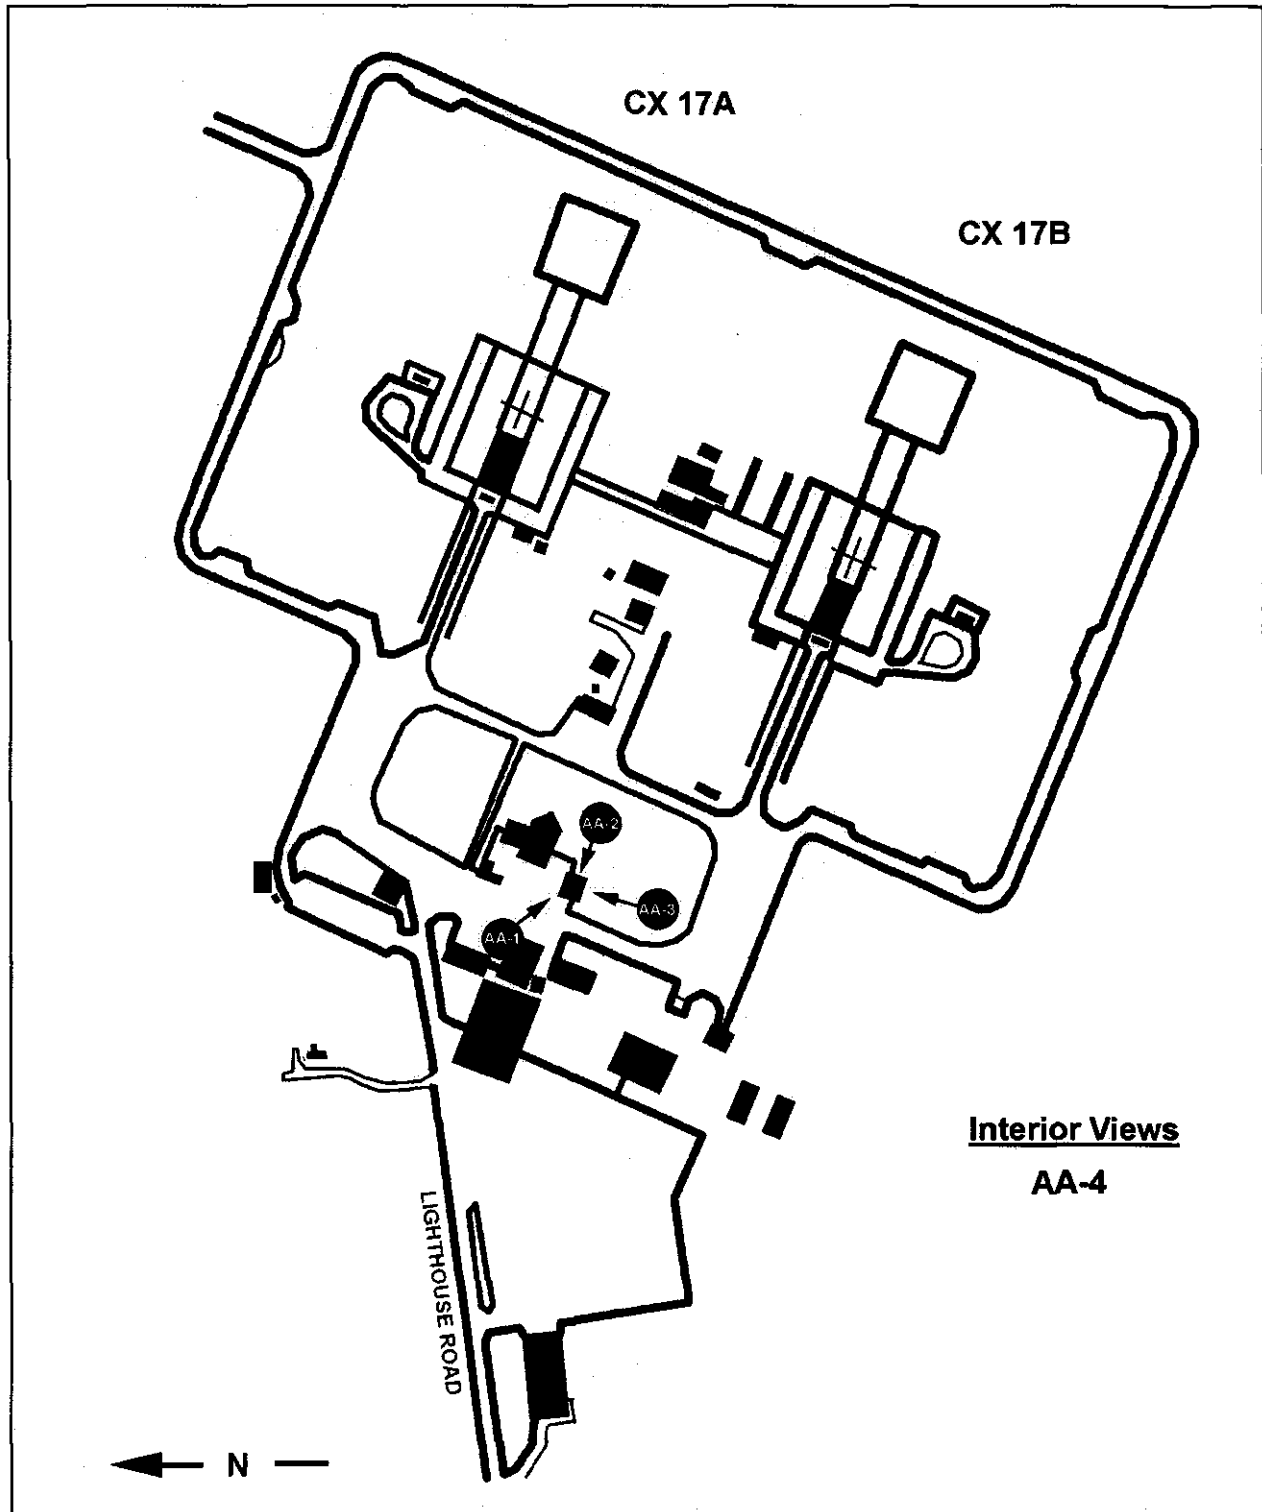 CX 17A
CX 17B
AA-2
AA-3
AA-1
Interior Views
AA-4
LIGHTHOUSE ROAD
N